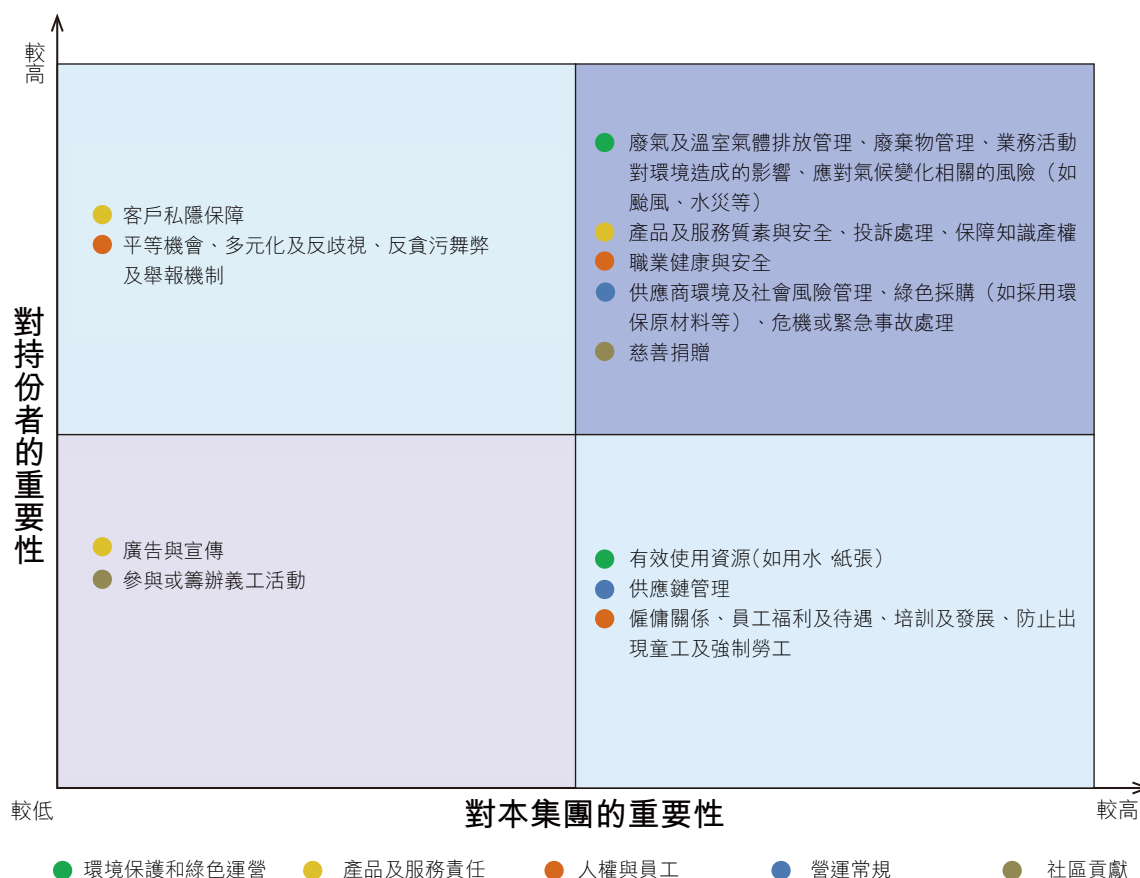 較高
客戶私隱保障
平等機會、多元化及反歧視、反貪污舞弊
及舉報機制
廢氣及溫室氣體排放管理、廢棄物管理、業務活動
對環境造成的影響、應對氣候變化相關的風險（如
颱風、水災等）
產品及服務質素與安全、投訴處理、保障知識產權
職業健康與安全
供應商環境及社會風險管理、綠色採購（如採用環
保原材料等）、危機或緊急事故處理
慈善捐贈
對持份者的重要性
廣告與宣傳
參與或籌辦義工活動
有效使用資源(如用水 紙張)
供應鏈管理
僱傭關係、員工福利及待遇、培訓及發展、防止出
現童工及強制勞工
較低
對本集團的重要性
較高
環境保護和綠色運營
產品及服務責任
人權與員工
營運常規
社區貢獻